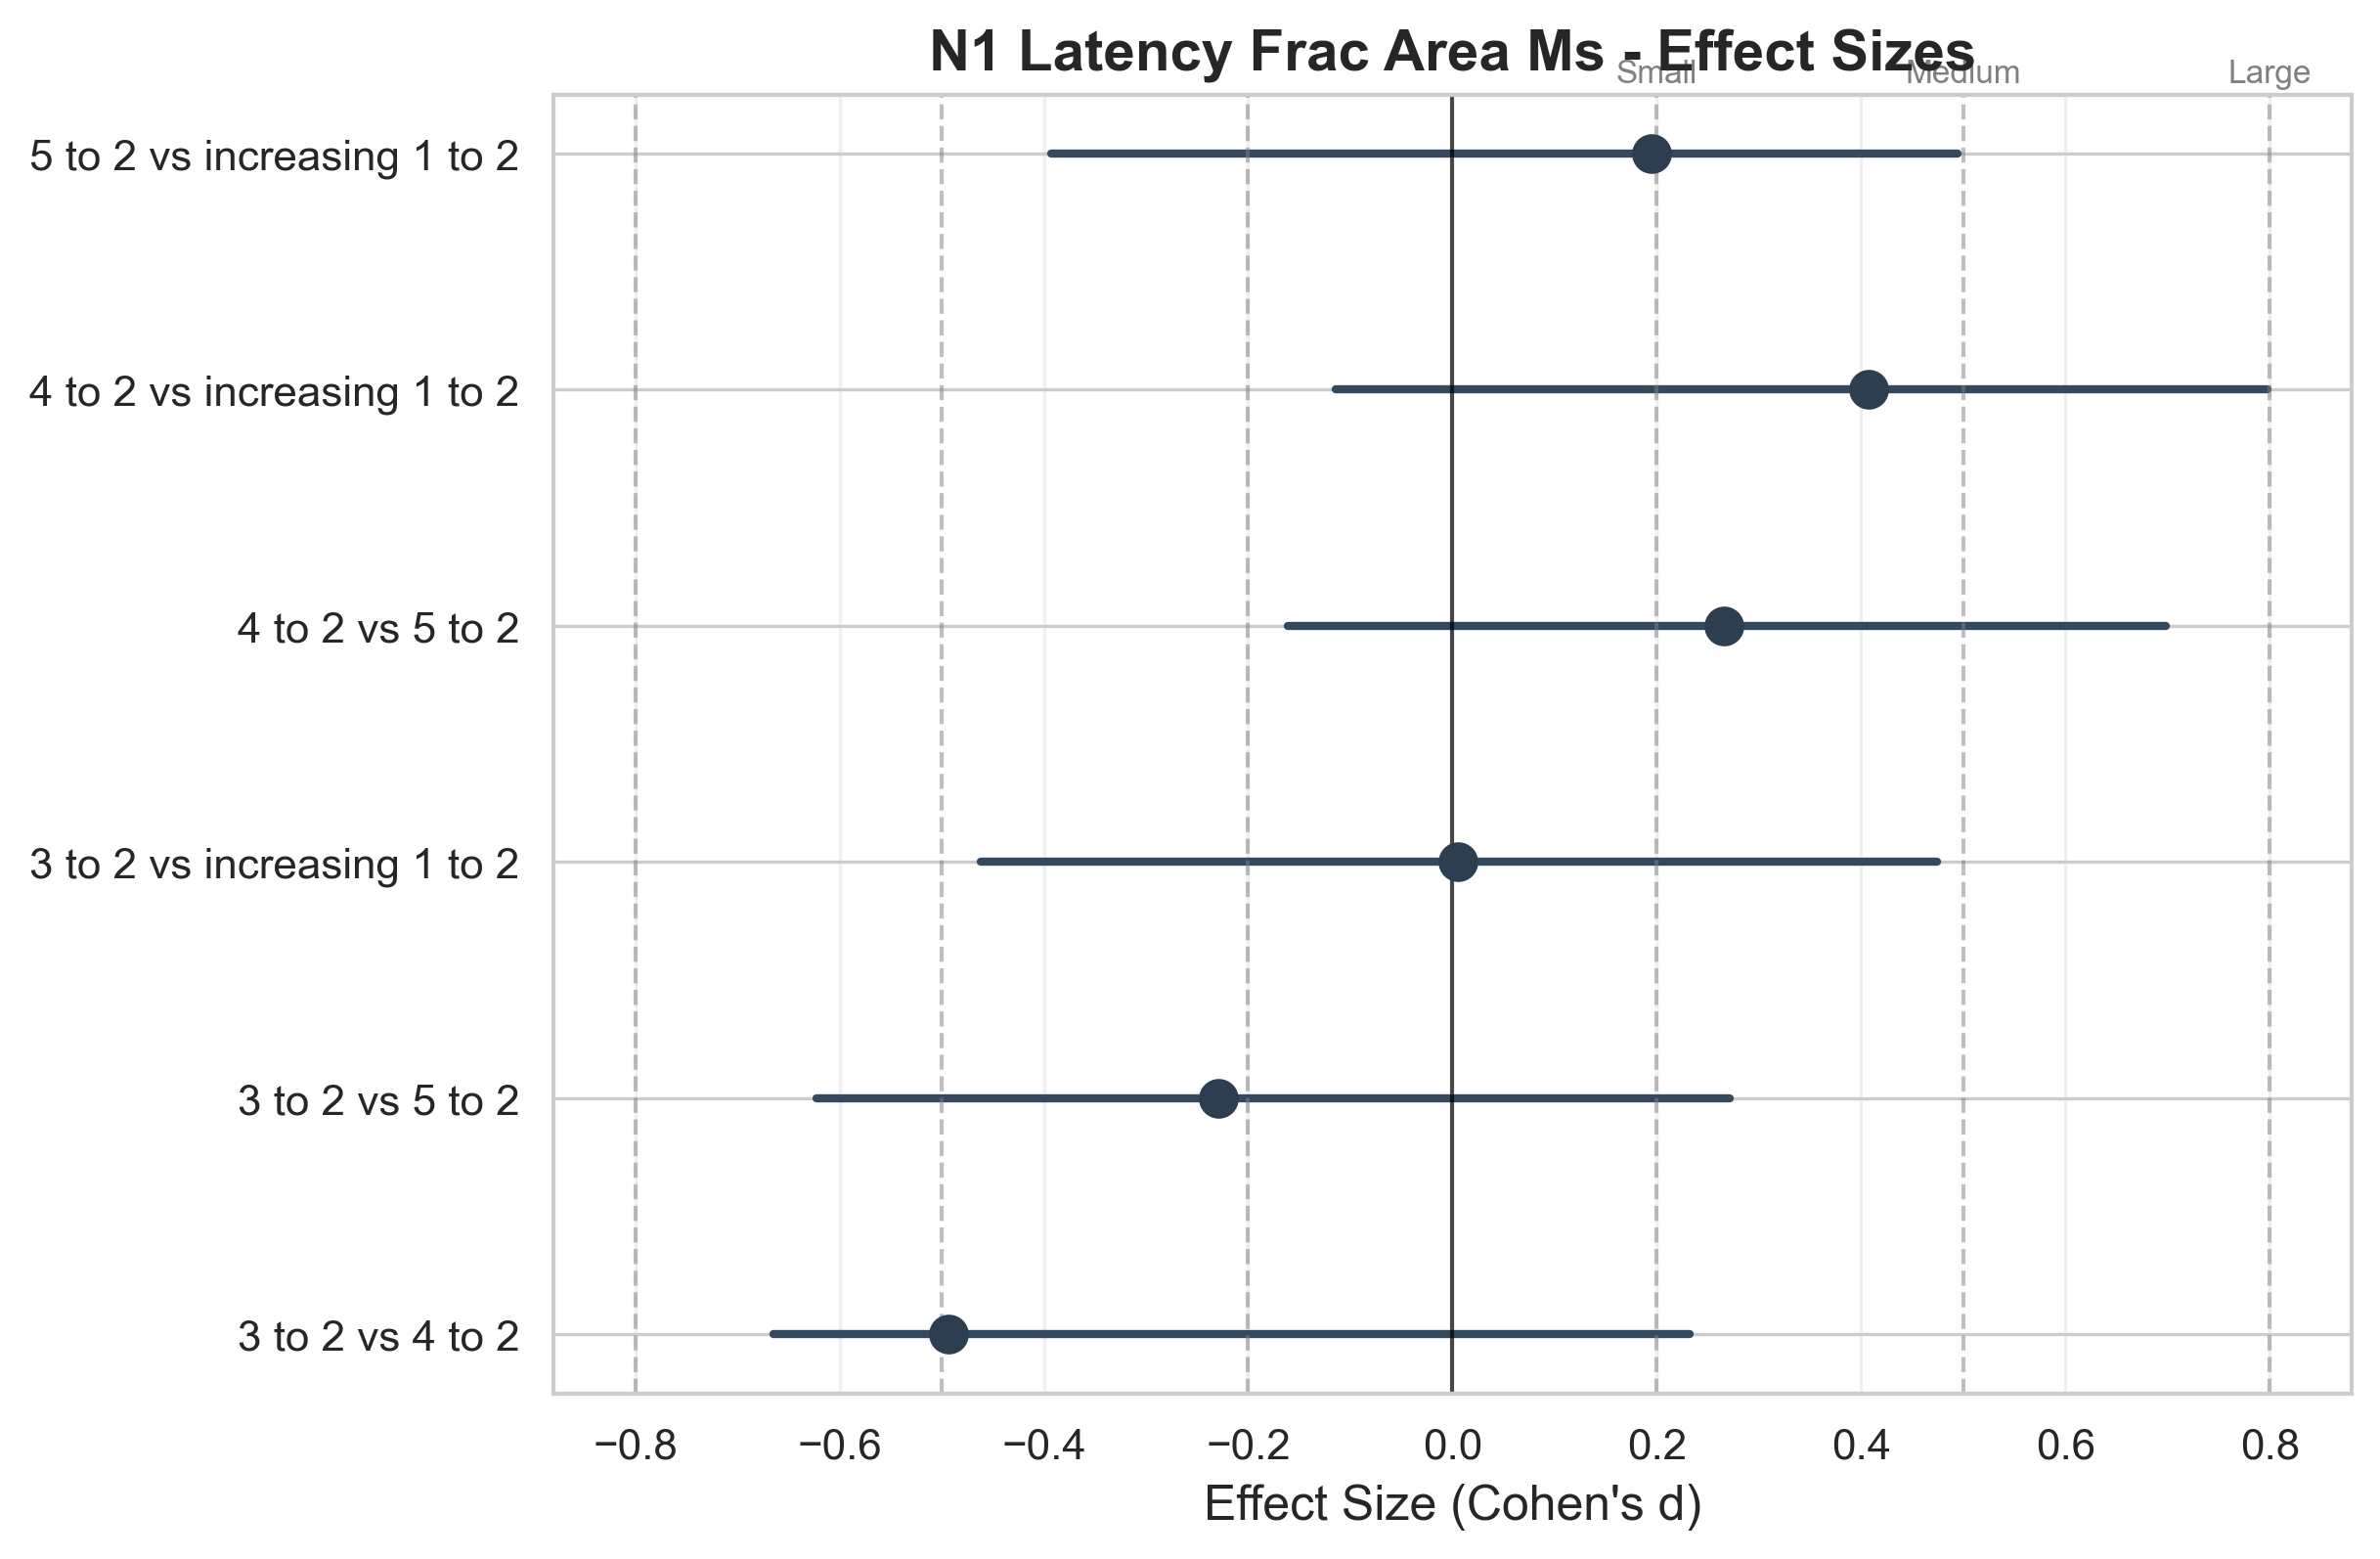 N1 Latency Frac Area Ms - Effect Sizes
Small Medium Large
5 to 2 vs increasing 1 to 2
4 to 2 vs increasing 1 to 2
4 to 2 vs 5 to 2
3 to 2 vs increasing 1 to 2
3 to 2 vs 5 to 2
3 to 2 vs 4 to 2
−0.8 −0.6 −0.4 −0.2 0.0 0.2 0.4 0.6 0.8
Effect Size (Cohen's d)